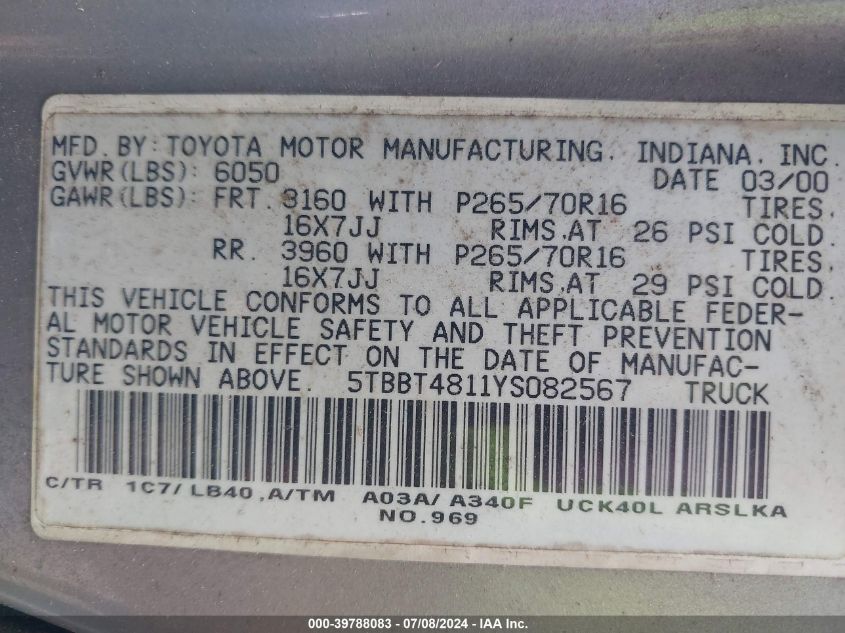 MFD. BY: TOYOTA MOTOR MANUFACTURING. INDIANA. INC.
GVWR(LBS): 6050 DATE 03/00
GAWR(LBS): FRT. 3160 WITH P265/70R16 TIRES,
16X7JJ RIMS,AT 26 PSI COLD.
RR. 3960 WITH P265/70R16 TIRES,
16X7JJ RIMS,AT 29 PSI COLD.
THIS VEHICLE CONFORMS TO ALL APPLICABLE FEDER-
AL MOTOR VEHICLE SAFETY AND THEFT PREVENTION
STANDARDS IN EFFECT ON THE DATE OF MANUFAC-
TURE SHOWN ABOVE. 5TBBT4811YS082567 TRUCK
C/TR 1C7/ LB40 ,A/TM A03A/ A340F UCK40L ARSLKA
NO.969
000-39788083 - 07/08/2024 - IAA Inc.